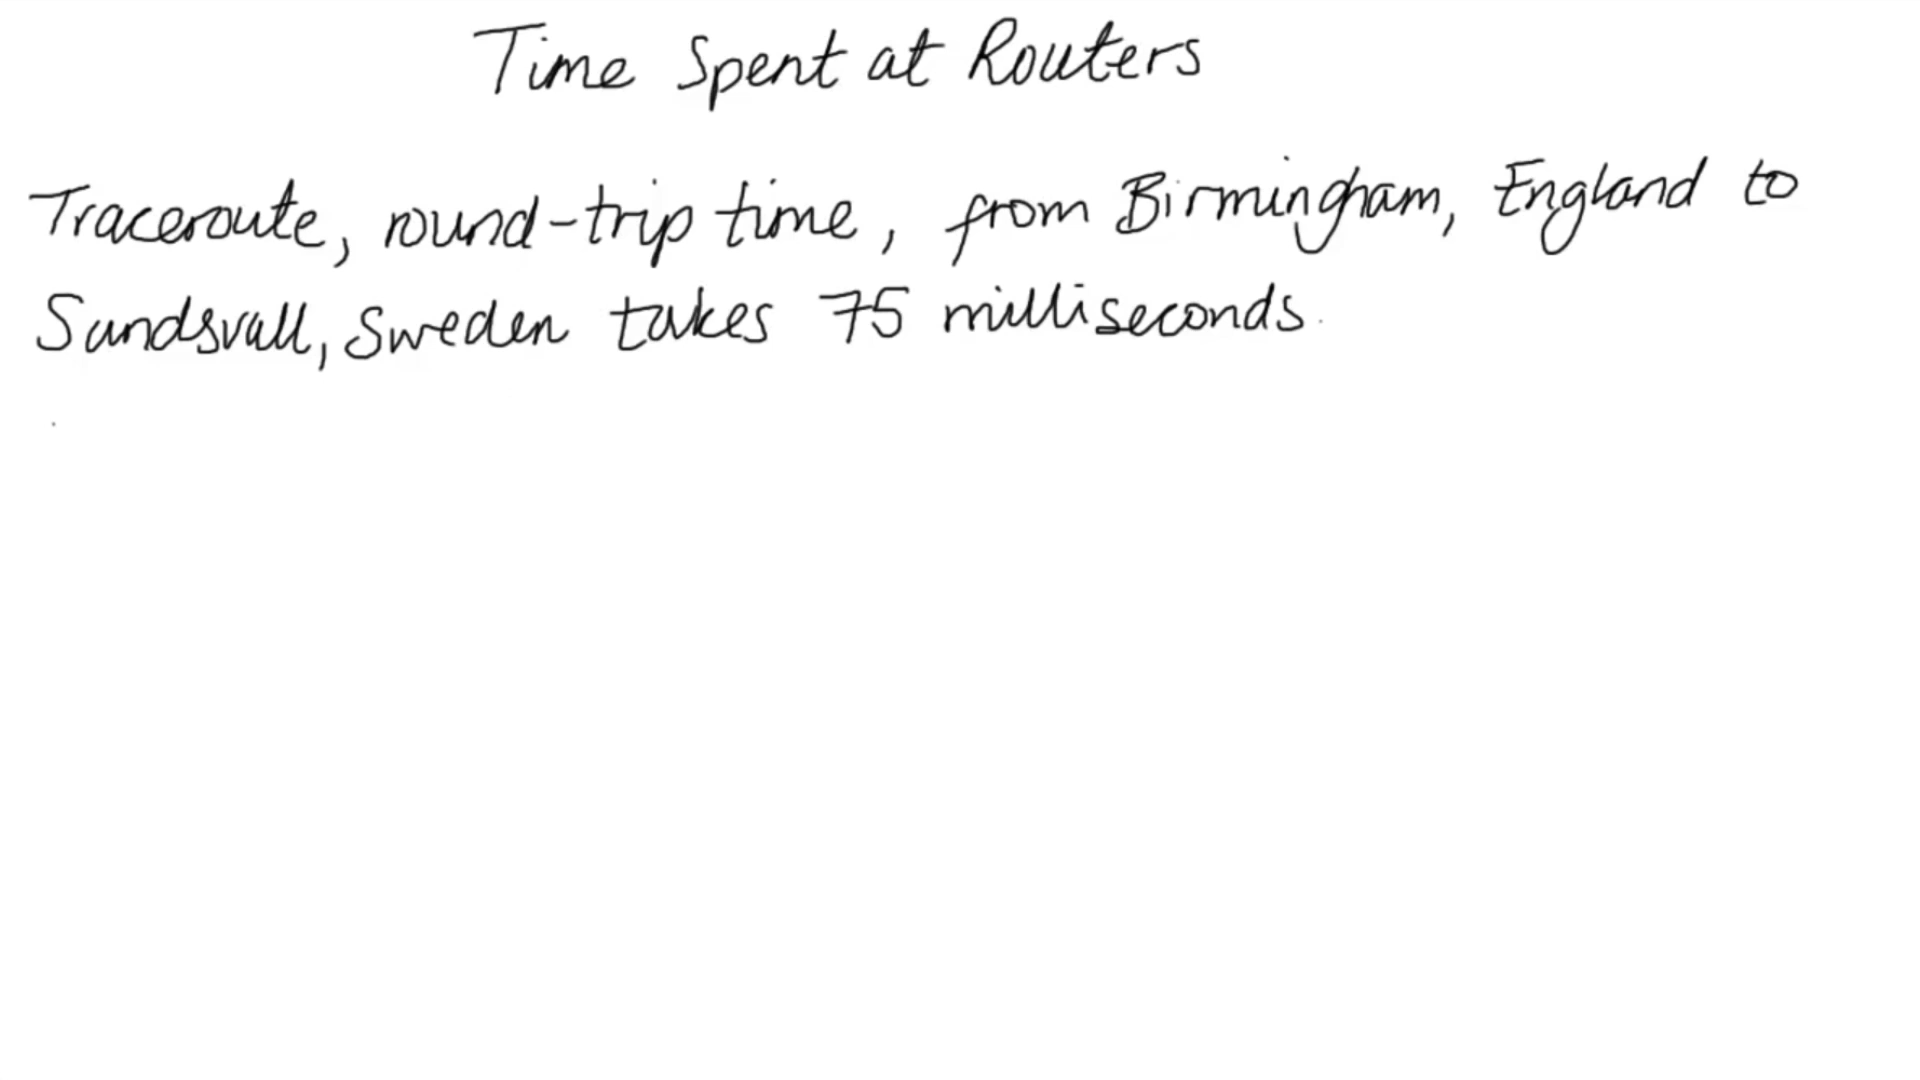 Time Spent at Routers
Traceroute, round-trip time, from Birmingham, England to
Sundsvall, Sweden takes 75 milliseconds.